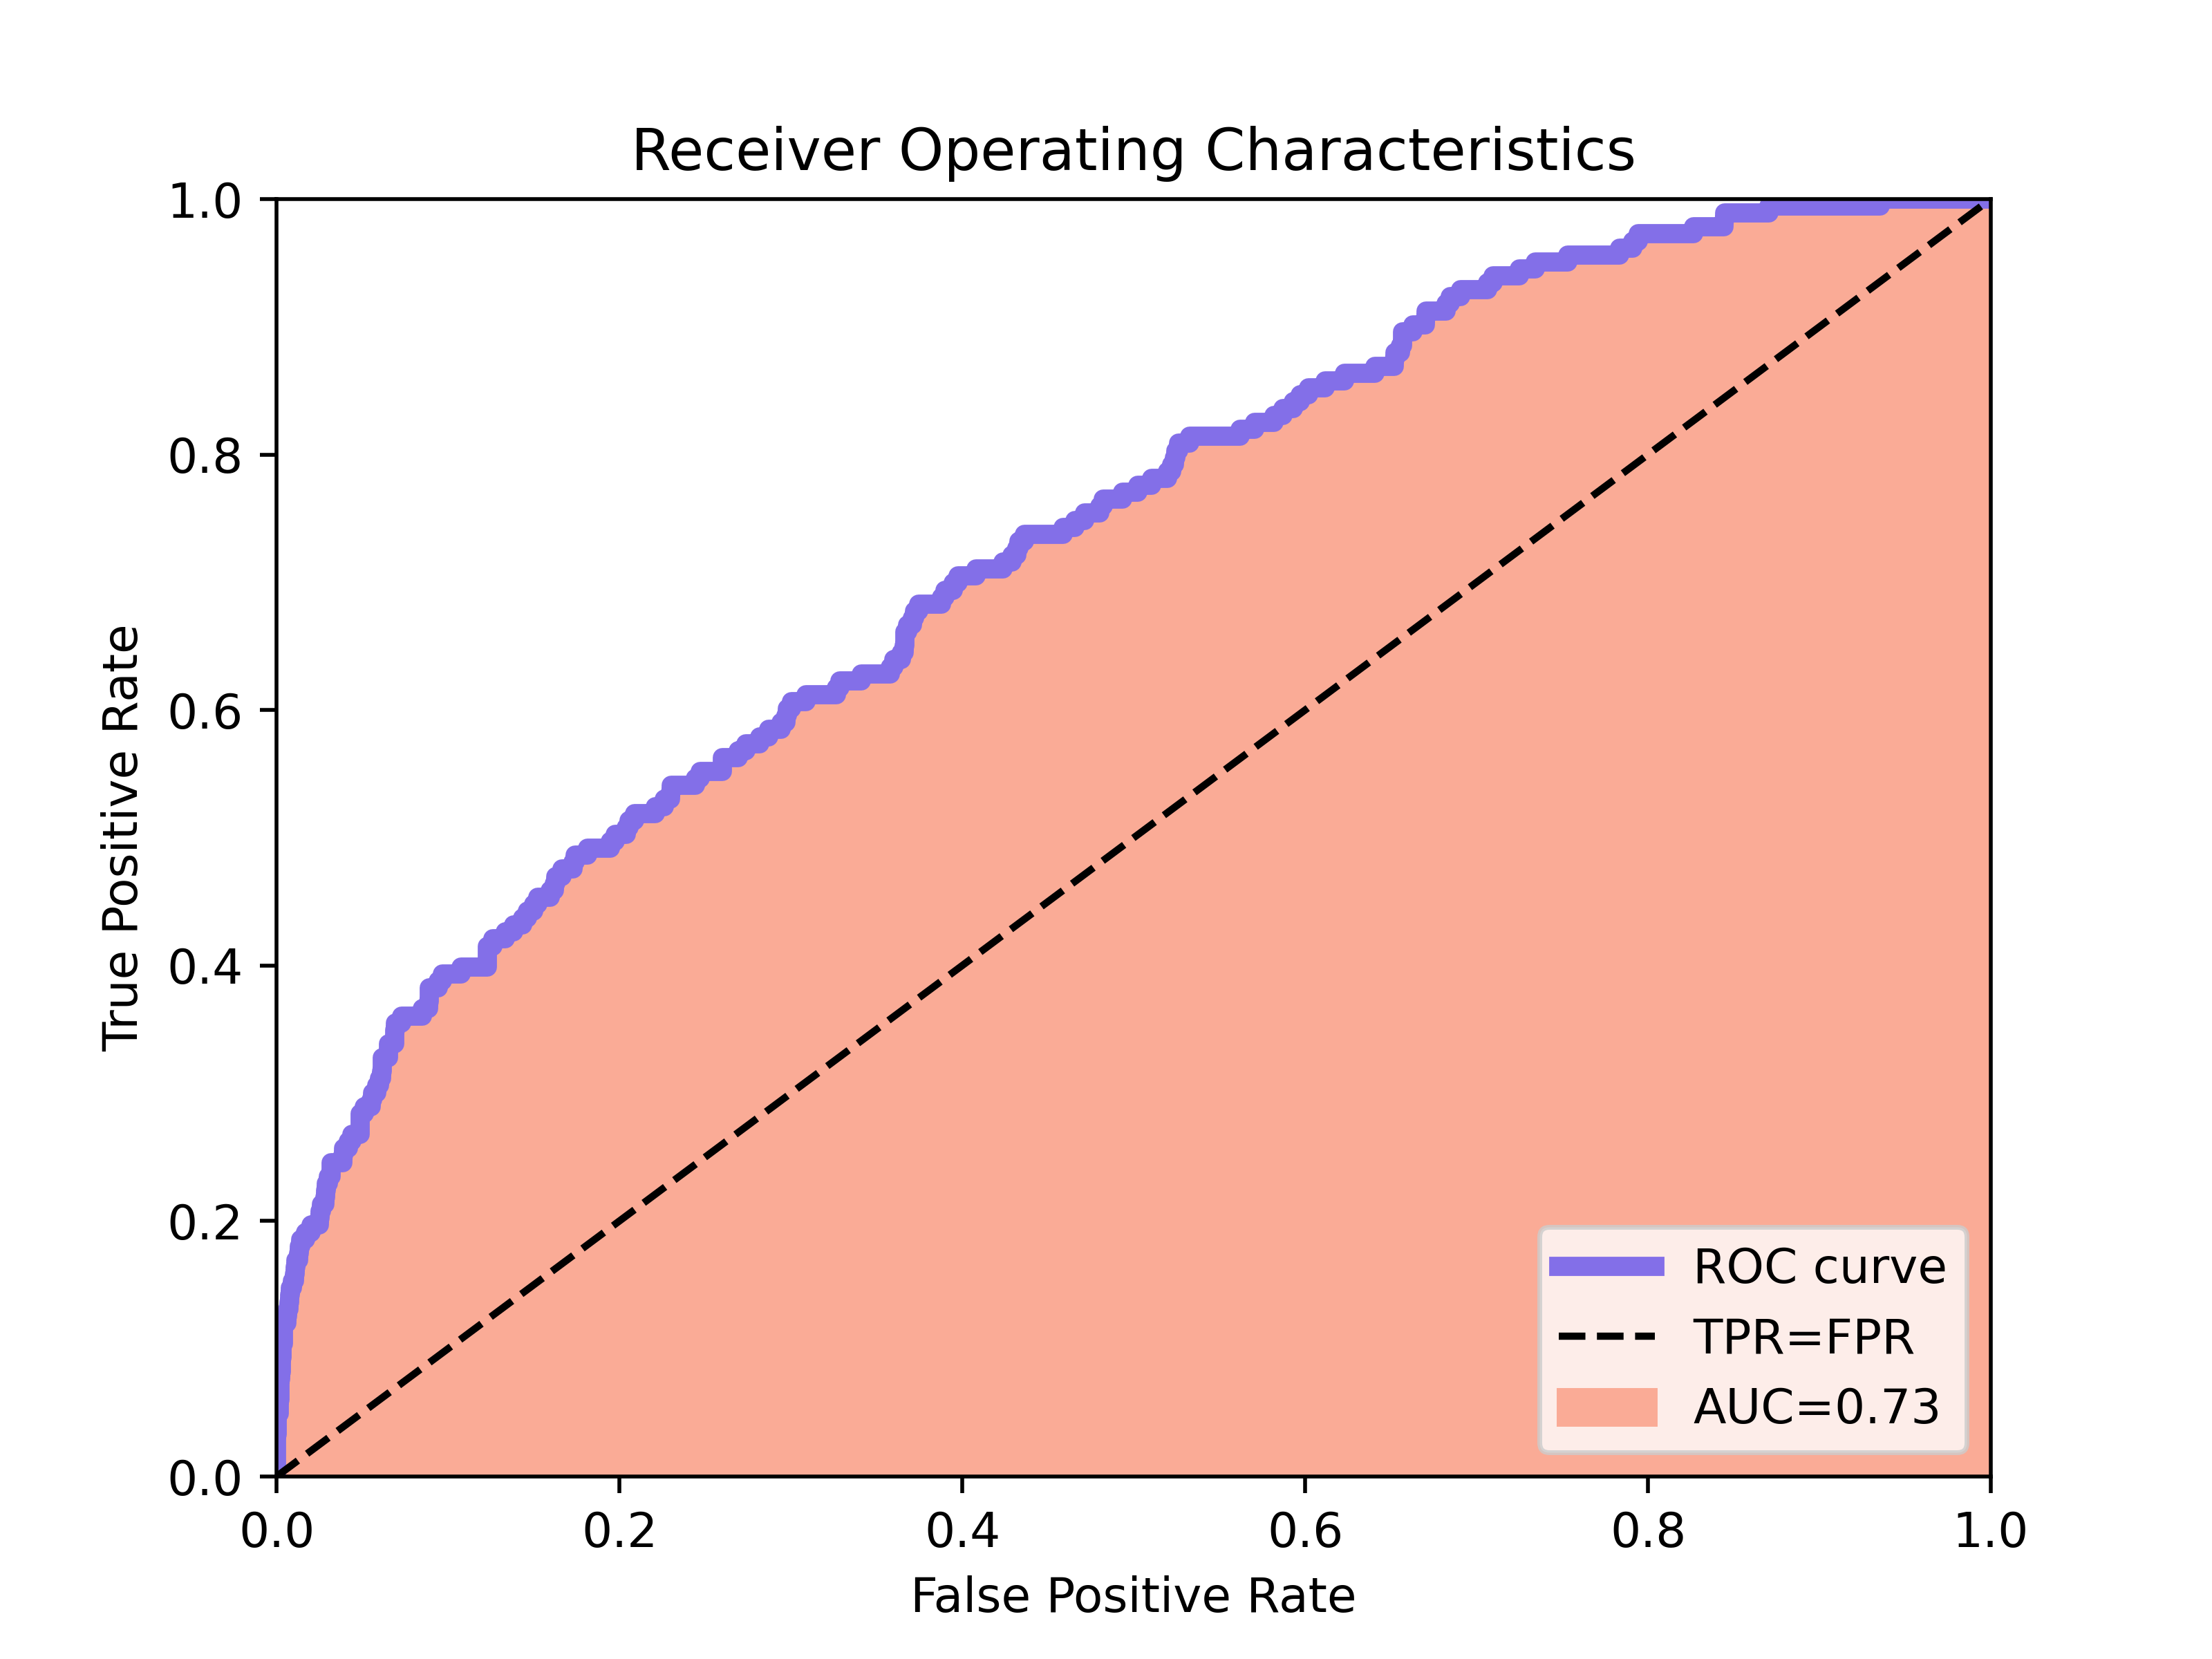 Receiver Operating Characteristics
1.0
0.8
0.6
0.4
0.2
0.0
True Positive Rate
0.0 0.2 0.4 0.6 0.8 1.0
False Positive Rate
ROC curve
TPR=FPR
AUC=0.73